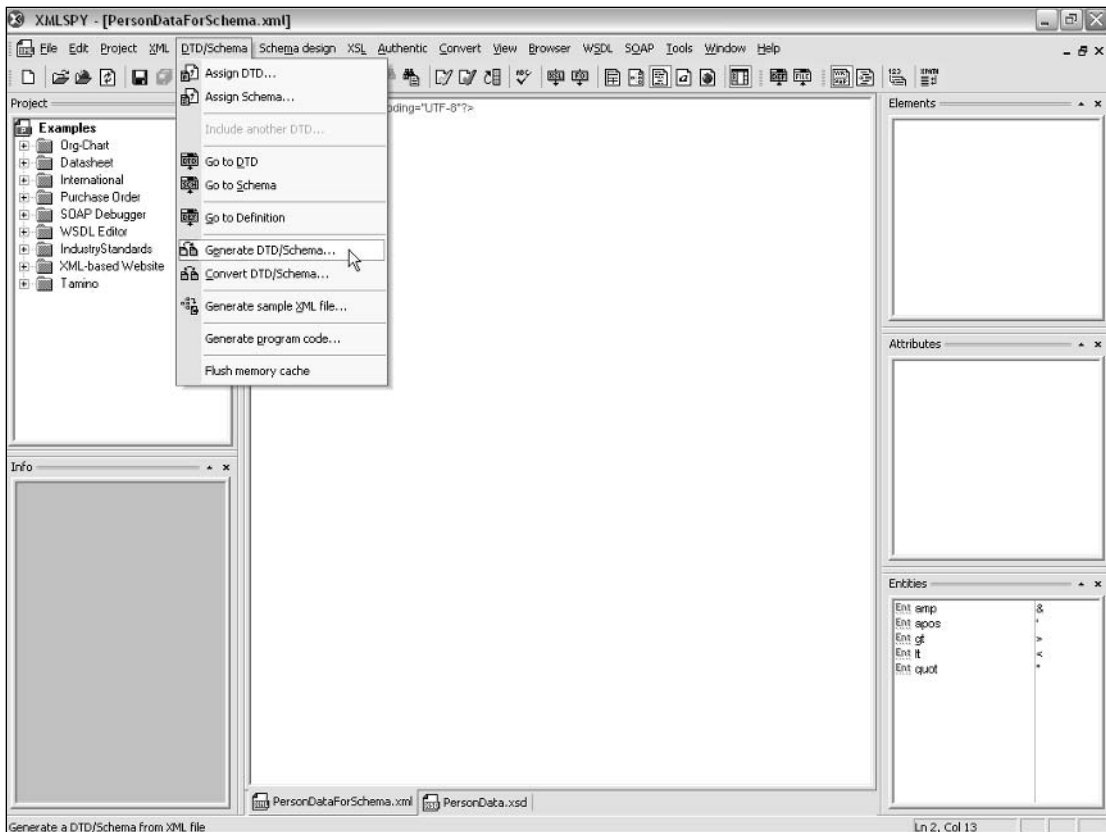 XMLSPY - [PersonDataForSchema.xml]
File Edit Project XML DTD/Schema Schema design XSL Authentic Convert View Browser WSDL SOAP Tools Window Help
Project
Examples
Org-Chart
Datasheet
International
Purchase Order
SOAP Debugger
WSDL Editor
IndustryStandards
XML-based Website
Tamino
Assign DTD...
Assign Schema...
Include another DTD...
Go to DTD
Go to Schema
Go to Definition
Generate DTD/Schema...
Convert DTD/Schema...
Generate sample XML file...
Generate program code...
Flush memory cache
oding="UTF-8"?>
Info
Elements
Attributes
Entities
Ent amp &
Ent apos '
Ent gt >
Ent lt <
Ent quot "
PersonDataForSchema.xml PersonData.xsd
Generate a DTD/Schema from XML file
Ln 2, Col 13